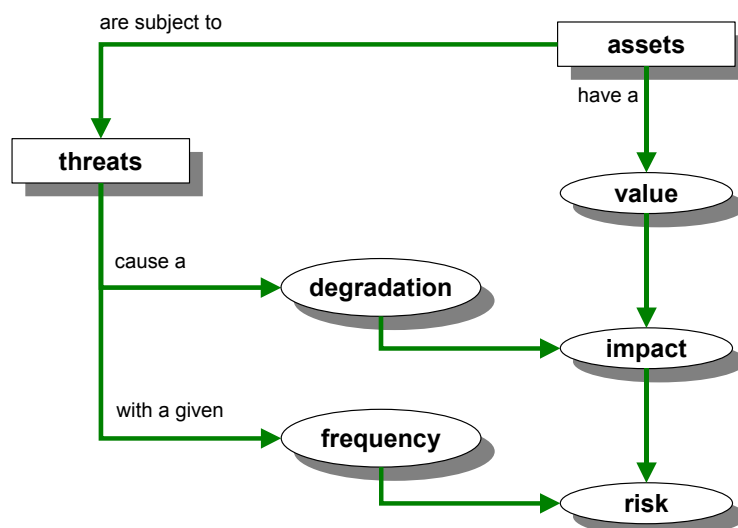 are subject to
assets
have a
threats
value
cause a
degradation
impact
with a given
frequency
risk